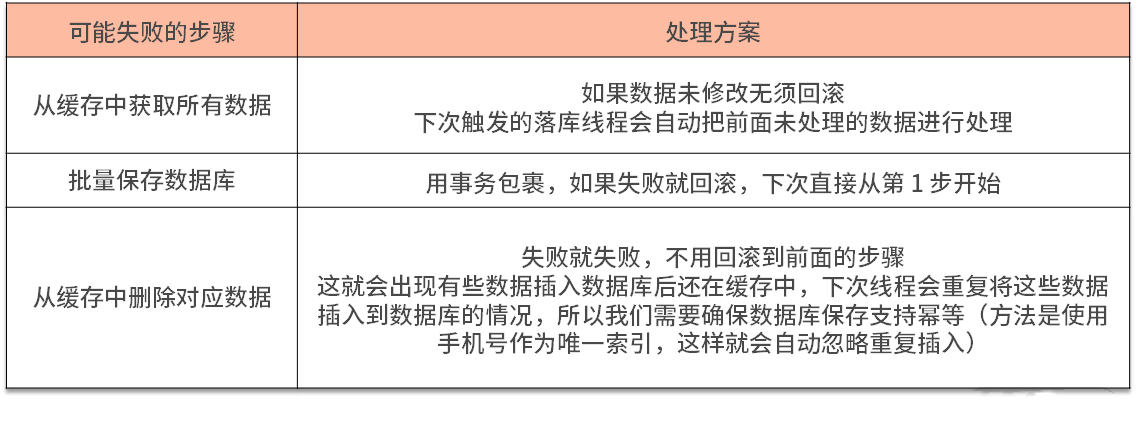 可能失败的步骤
处理方案
从缓存中获取所有数据
如果数据未修改无须回滚
下次触发的落库线程会自动把前面未处理的数据进行处理
批量保存数据库
用事务包裹，如果失败就回滚，下次直接从第 1 步开始
从缓存中删除对应数据
失败就失败，不用回滚到前面的步骤
这就会出现有些数据插入数据库后还在缓存中，下次线程会重复将这些数据
插入到数据库的情况，所以我们需要确保数据库保存支持幂等（方法是使用
手机号作为唯一索引，这样就会自动忽略重复插入）